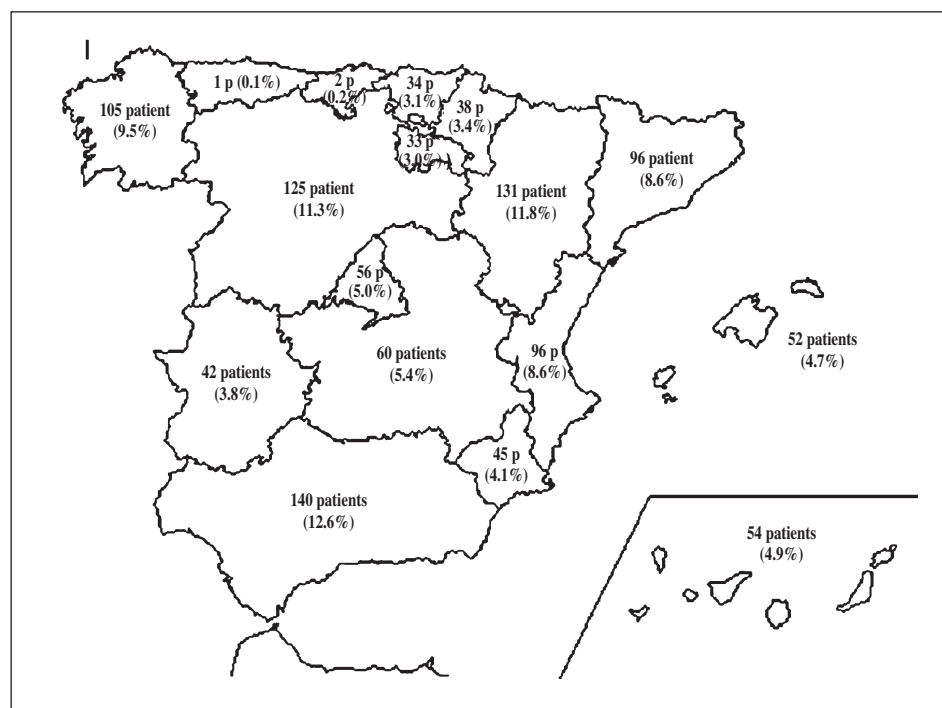 1 p (0.1%)
2 p
(0.2%)
34 p
(3.1%)
105 patient
(9.5%)
38 p
(3.4%)
33 p
(3.0%)
96 patient
(8.6%)
125 patient
(11.3%)
131 patient
(11.8%)
56 p
(5.0%)
52 patients
(4.7%)
60 patients
(5.4%)
96 p
(8.6%)
42 patients
(3.8%)
45 p
(4.1%)
140 patients
(12.6%)
54 patients
(4.9%)